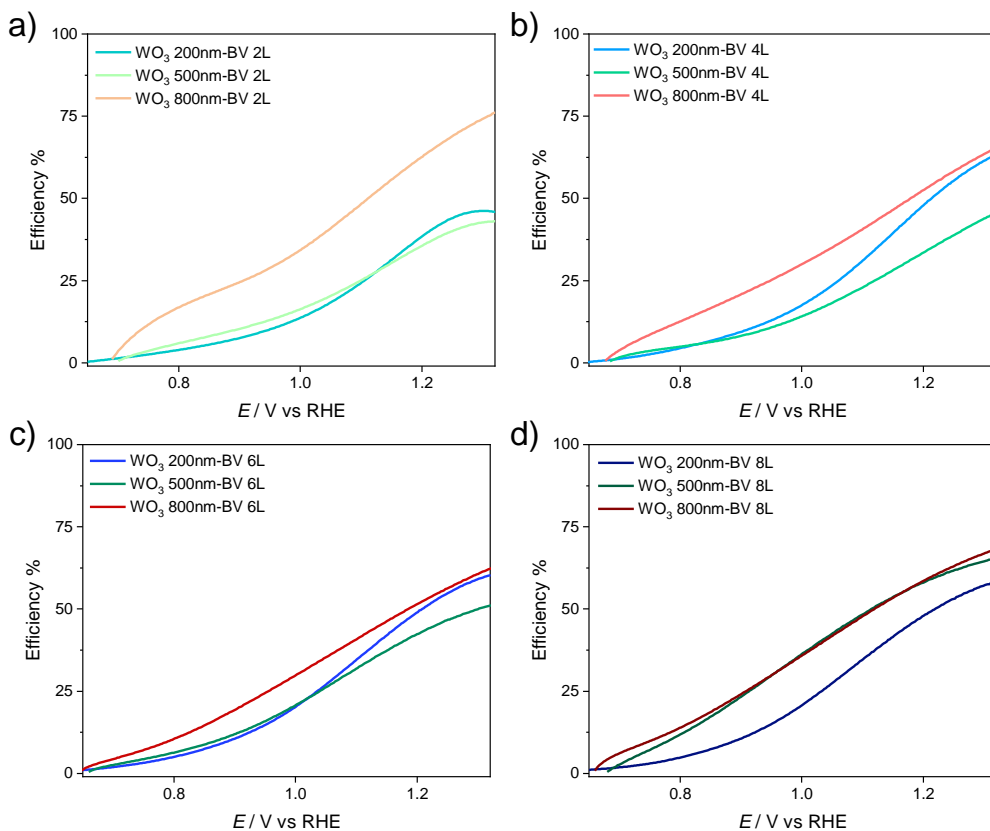 a)
WO₃ 200nm-BV 2L
WO₃ 500nm-BV 2L
WO₃ 800nm-BV 2L
Efficiency %
100
75
50
25
0
0.8 1.0 1.2
E / V vs RHE
b)
WO₃ 200nm-BV 4L
WO₃ 500nm-BV 4L
WO₃ 800nm-BV 4L
Efficiency %
100
75
50
25
0
0.8 1.0 1.2
E / V vs RHE
c)
WO₃ 200nm-BV 6L
WO₃ 500nm-BV 6L
WO₃ 800nm-BV 6L
Efficiency %
100
75
50
25
0
0.8 1.0 1.2
E / V vs RHE
d)
WO₃ 200nm-BV 8L
WO₃ 500nm-BV 8L
WO₃ 800nm-BV 8L
Efficiency %
100
75
50
25
0
0.8 1.0 1.2
E / V vs RHE